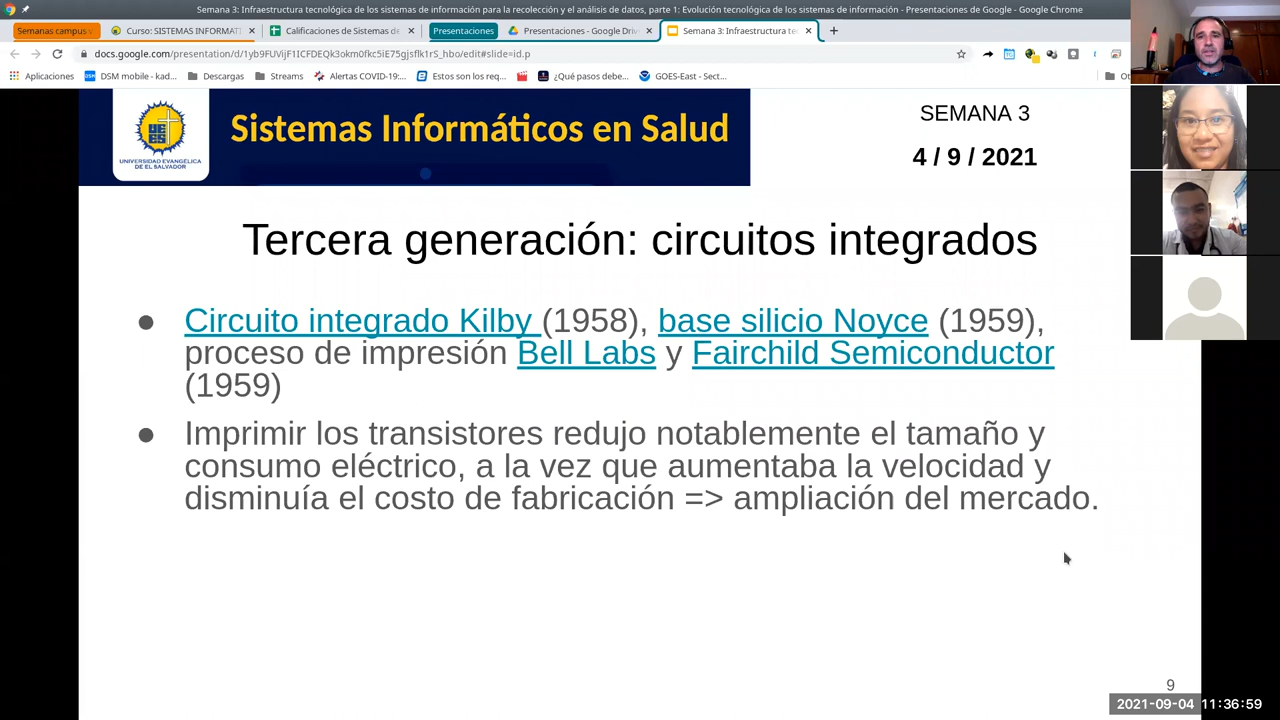 Semana 3: Infraestructura tecnológica de los sistemas de información para la recolección y el análisis de datos, parte 1: Evolución tecnológica de los sistemas de información - Presentaciones de Google - Google Chrome
Semanas campus v
Curso: SISTEMAS INFORMATI
Calificaciones de Sistemas de
Presentaciones
Presentaciones - Google Driv
Semana 3: Infraestructura te
docs.google.com/presentation/d/1yb9FUVijF1ICFDEQk3okm0fkc5iE75gjsflk1rS_hbo/edit#slide=id.p
Aplicaciones
DSM mobile - kad...
Descargas
Streams
Alertas COVID-19:...
Estos son los req...
¿Qué pasos debe...
GOES-East - Sect...
UNIVERSIDAD EVANGÉLICA
DE EL SALVADOR
Sistemas Informáticos en Salud
SEMANA 3
4 / 9 / 2021
Tercera generación: circuitos integrados
● Circuito integrado Kilby (1958), base silicio Noyce (1959),
proceso de impresión Bell Labs y Fairchild Semiconductor
(1959)
● Imprimir los transistores redujo notablemente el tamaño y
consumo eléctrico, a la vez que aumentaba la velocidad y
disminuía el costo de fabricación => ampliación del mercado.
9
2021-09-04 11:36:59